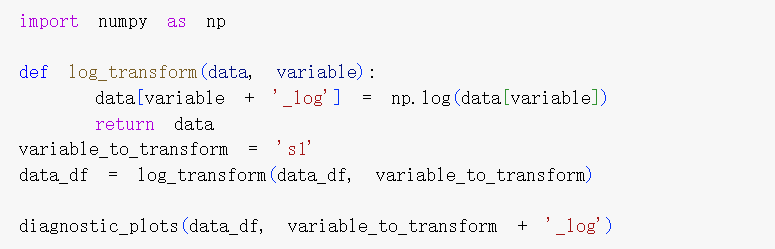 import numpy as np
def log_transform(data, variable):
data[variable + '_log'] = np.log(data[variable])
return data
variable_to_transform = 's1'
data_df = log_transform(data_df, variable_to_transform)
diagnostic_plots(data_df, variable_to_transform + '_log')